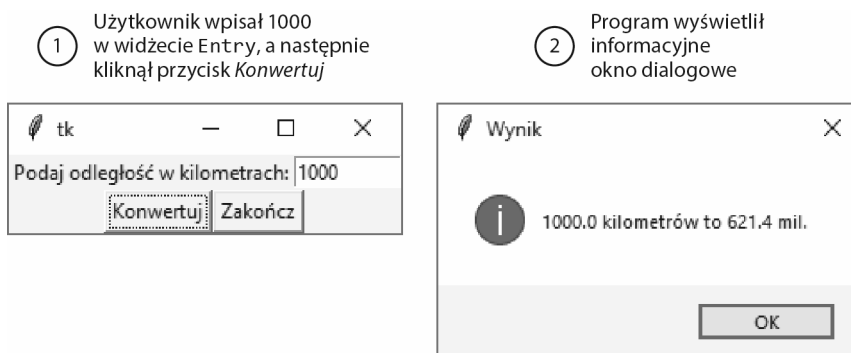 1
Użytkownik wpisał 1000
w widżecie Entry, a następnie
kliknął przycisk Konwertuj
2
Program wyświetlił
informacyjne
okno dialogowe
tk
Podaj odległość w kilometrach: 1000
Konwertuj Zakończ
Wynik
i
1000.0 kilometrów to 621.4 mil.
OK